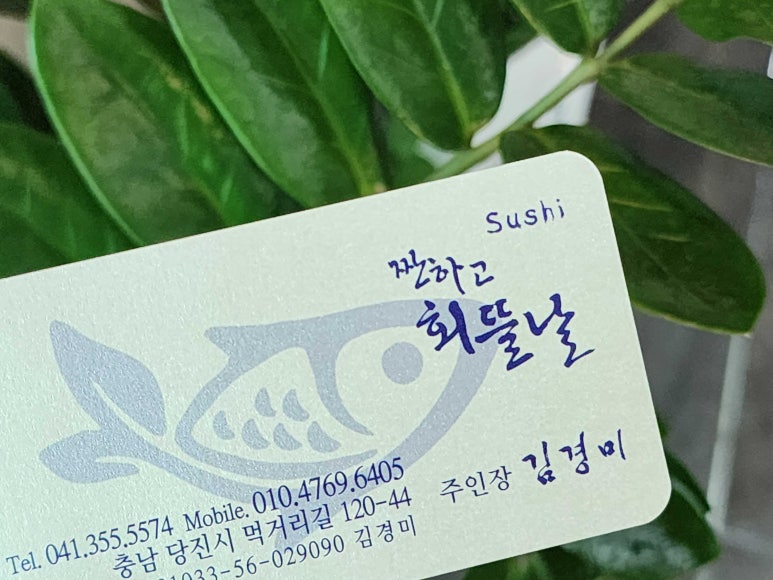 Sushi
짠하고
회뜰날
주인장 김경미
Tel. 041.355.5574 Mobile. 010.4769.6405
충남 당진시 먹거리길 120-44
1033-56-029090 김경미